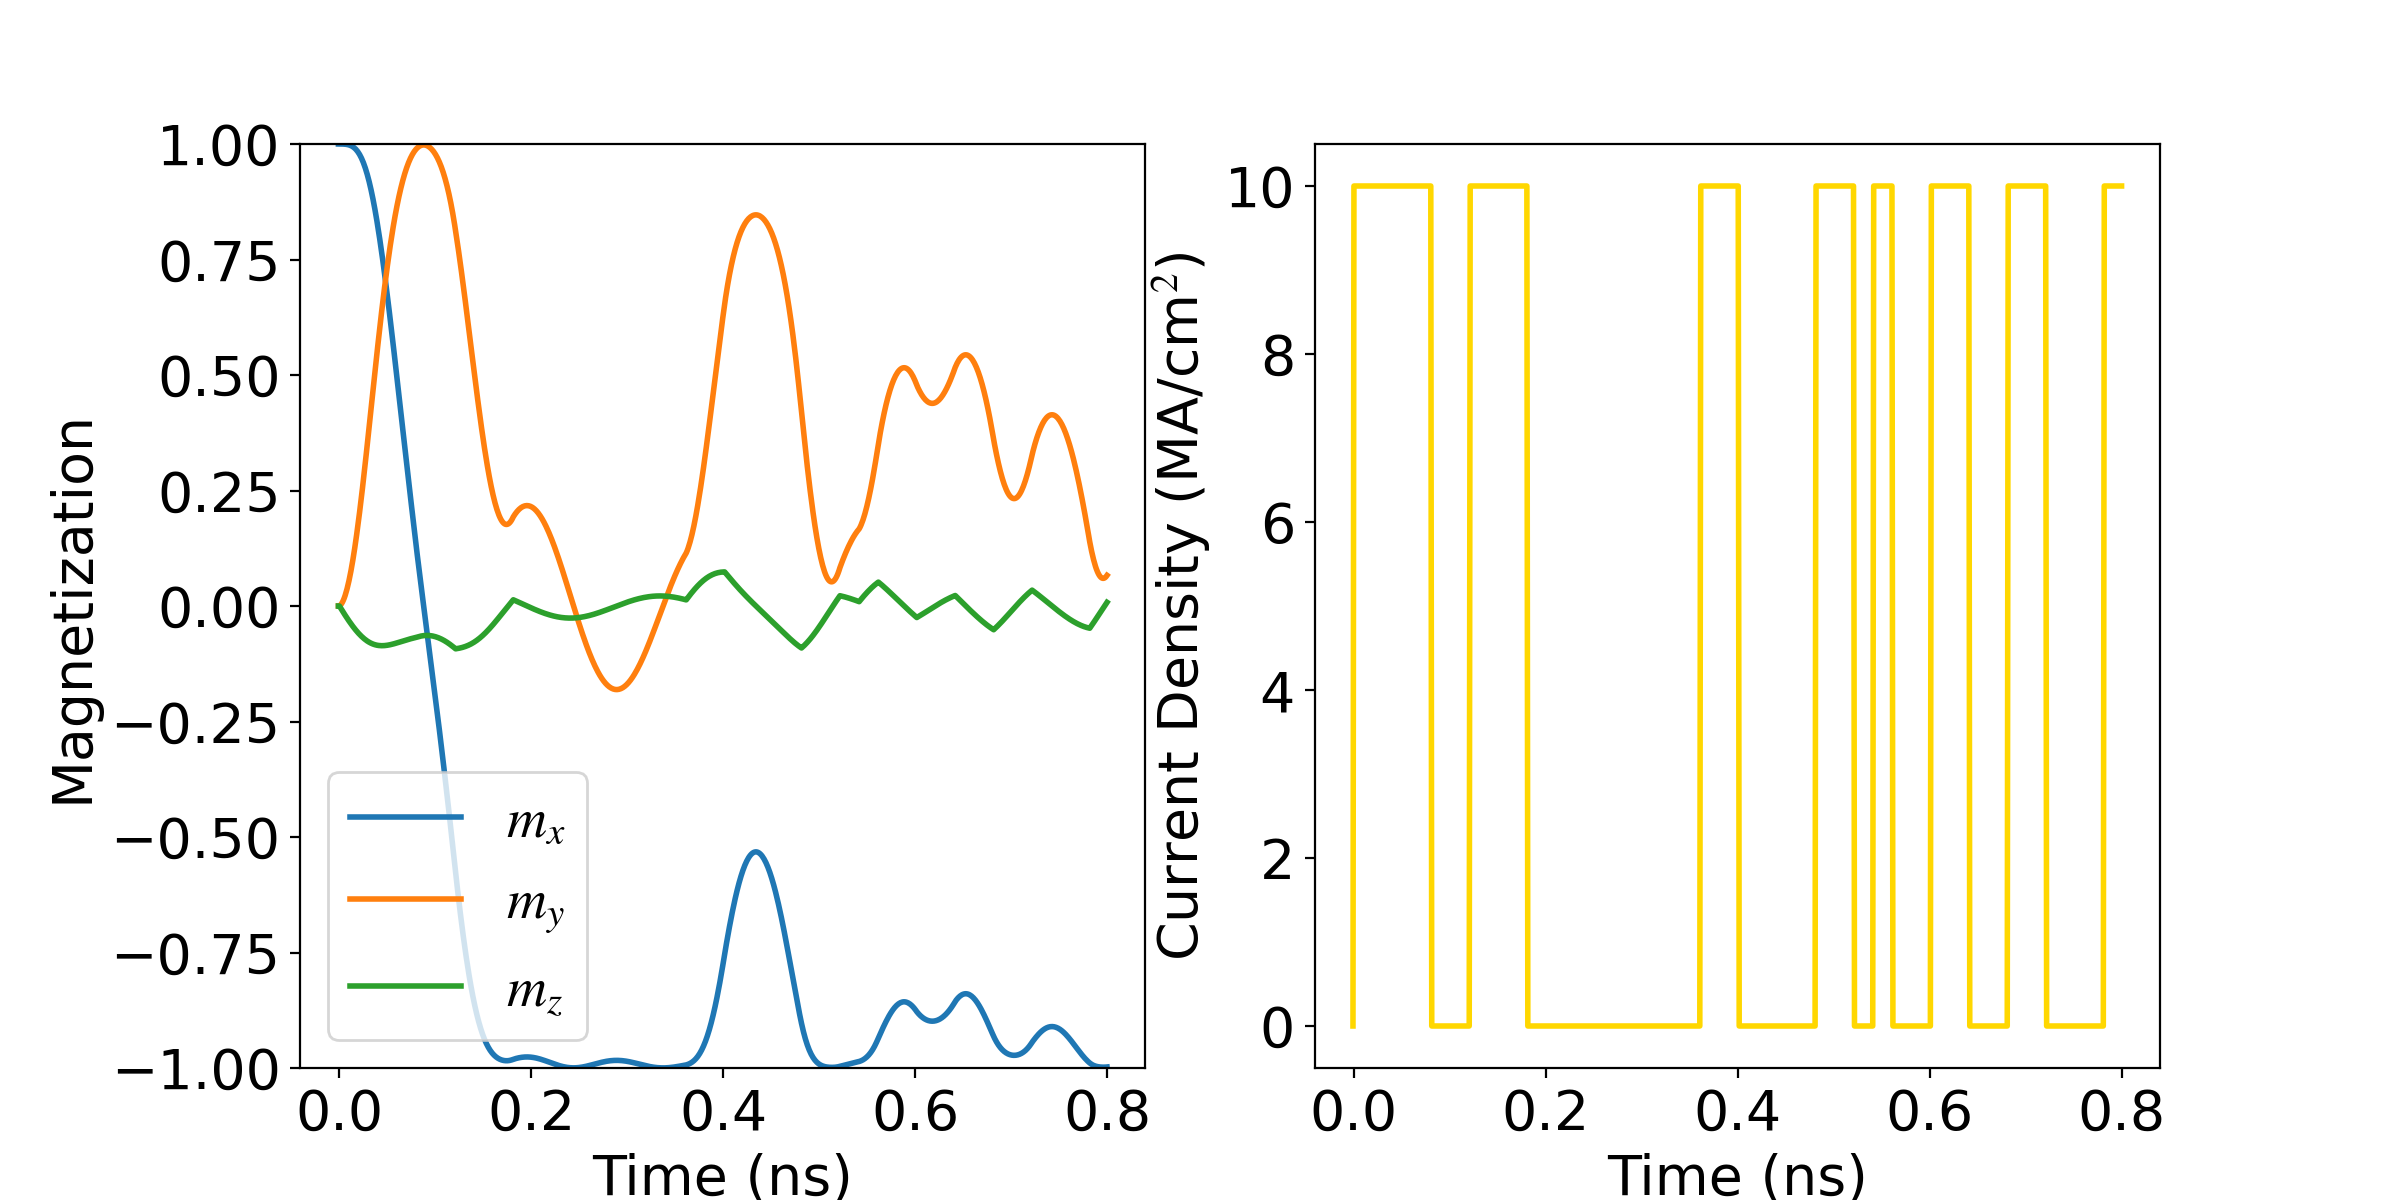 Magnetization
1.00
0.75
0.50
0.25
0.00
−0.25
−0.50
−0.75
−1.00
m_x
m_y
m_z
0.0 0.2 0.4 0.6 0.8
Time (ns)
Current Density (MA/cm²)
10
8
6
4
2
0
0.0 0.2 0.4 0.6 0.8
Time (ns)